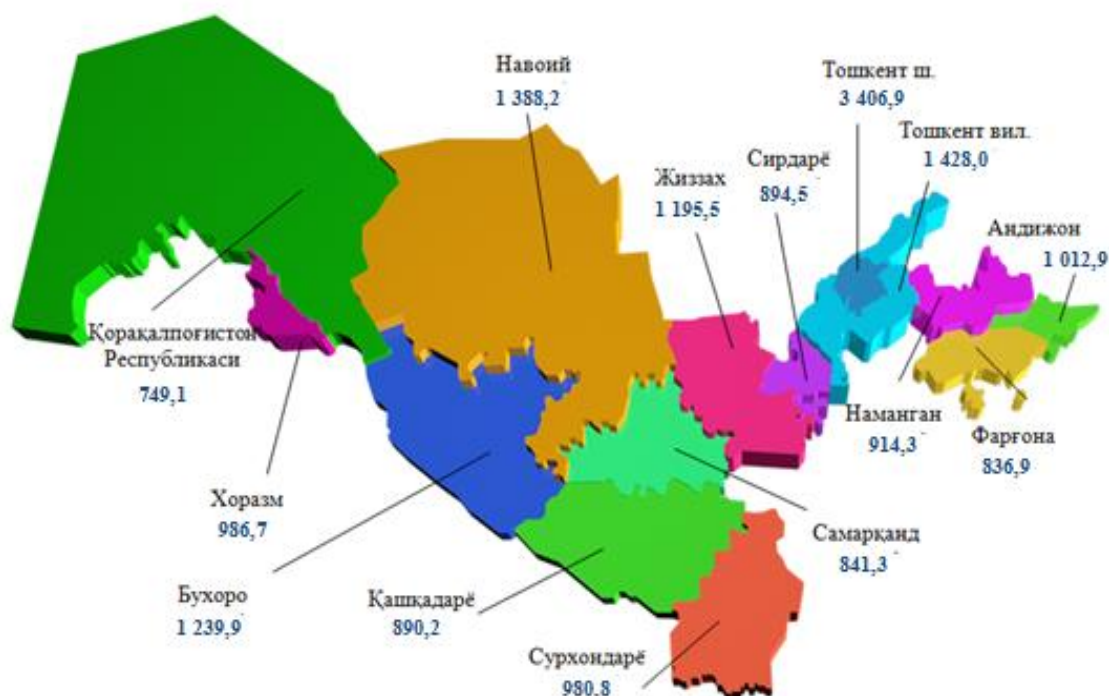 Навоий
1 388,2
Тошкент ш.
3 406,9
Тошкент вил.
1 428,0
Сирдарё
894,5
Жиззах
1 195,5
Андижон
1 012,9
Қорақалпоғистон
Республикаси
749,1
Наманган
914,3
Фарғона
836,9
Хоразм
986,7
Самарқанд
841,3
Бухоро
1 239,9
Қашқадарё
890,2
Сурхондарё
980,8